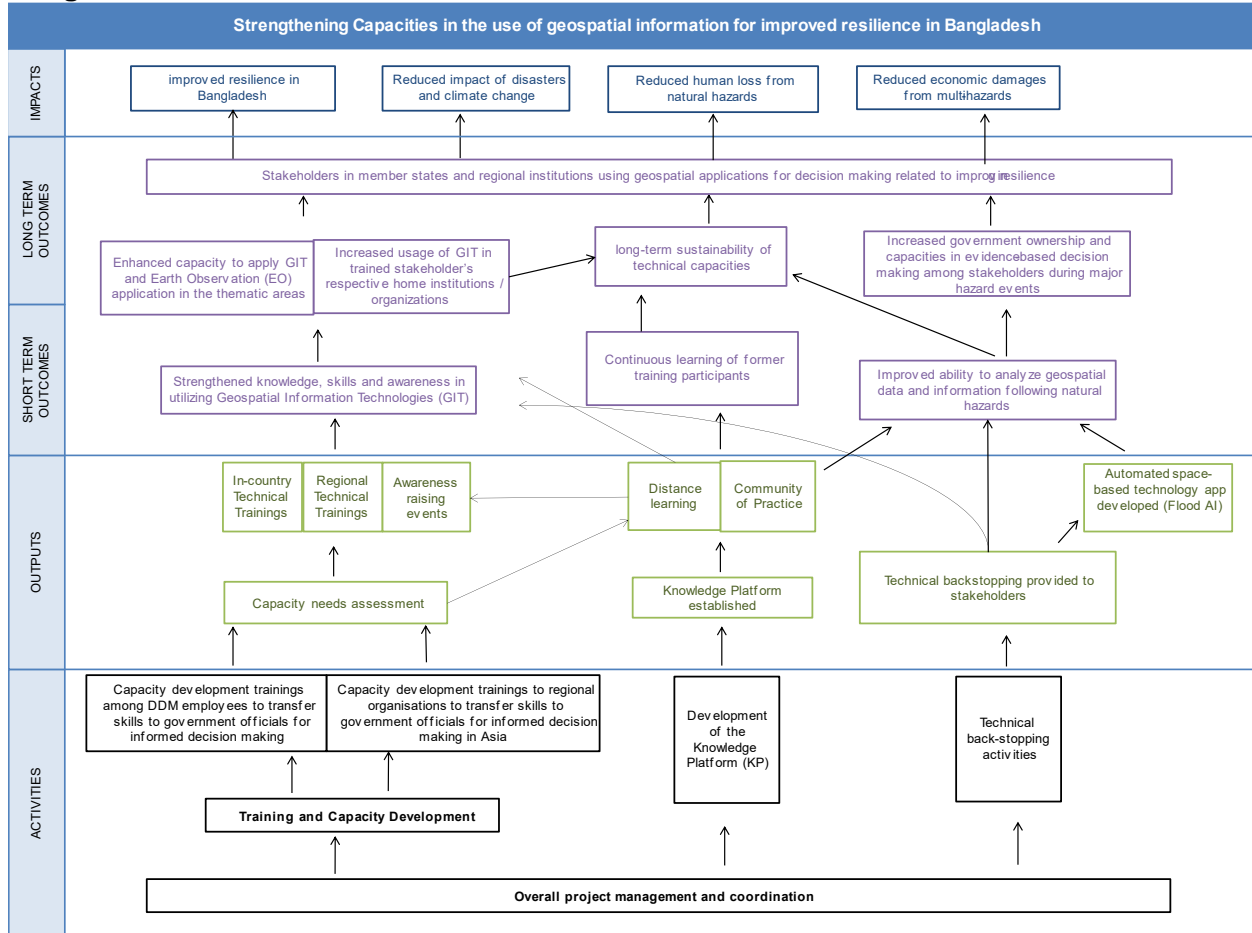 Strengthening Capacities in the use of geospatial information for improved resilience in Bangladesh
IMPACTS
improved resilience in
Bangladesh
Reduced impact of disasters
and climate change
Reduced human loss from
natural hazards
Reduced economic damages
from multi-hazards
LONG TERM
OUTCOMES
Stakeholders in member states and regional institutions using geospatial applications for decision making related to improving resilience
Enhanced capacity to apply GIT
and Earth Observation (EO)
application in the thematic areas
Increased usage of GIT in
trained stakeholder's
respective home institutions /
organizations
long-term sustainability of
technical capacities
Increased government ownership and
capacities in evidence-based decision
making among stakeholders during major
hazard events
SHORT TERM
OUTCOMES
Strengthened knowledge, skills and awareness in
utilizing Geospatial Information Technologies (GIT)
Continuous learning of former
training participants
Improved ability to analyze geospatial
data and information following natural
hazards
OUTPUTS
In-country
Technical
Trainings
Regional
Technical
Trainings
Awareness
raising
events
Distance
learning
Community
of Practice
Automated space-
based technology app
developed (Flood AI)
Capacity needs assessment
Knowledge Platform
established
Technical backstopping provided to
stakeholders
ACTIVITIES
Capacity development trainings
among DDM employees to transfer
skills to government officials for
informed decision making
Capacity development trainings to regional
organisations to transfer skills to
government officials for informed decision
making in Asia
Development
of the
Knowledge
Platform (KP)
Technical
back-stopping
activities
Training and Capacity Development
Overall project management and coordination